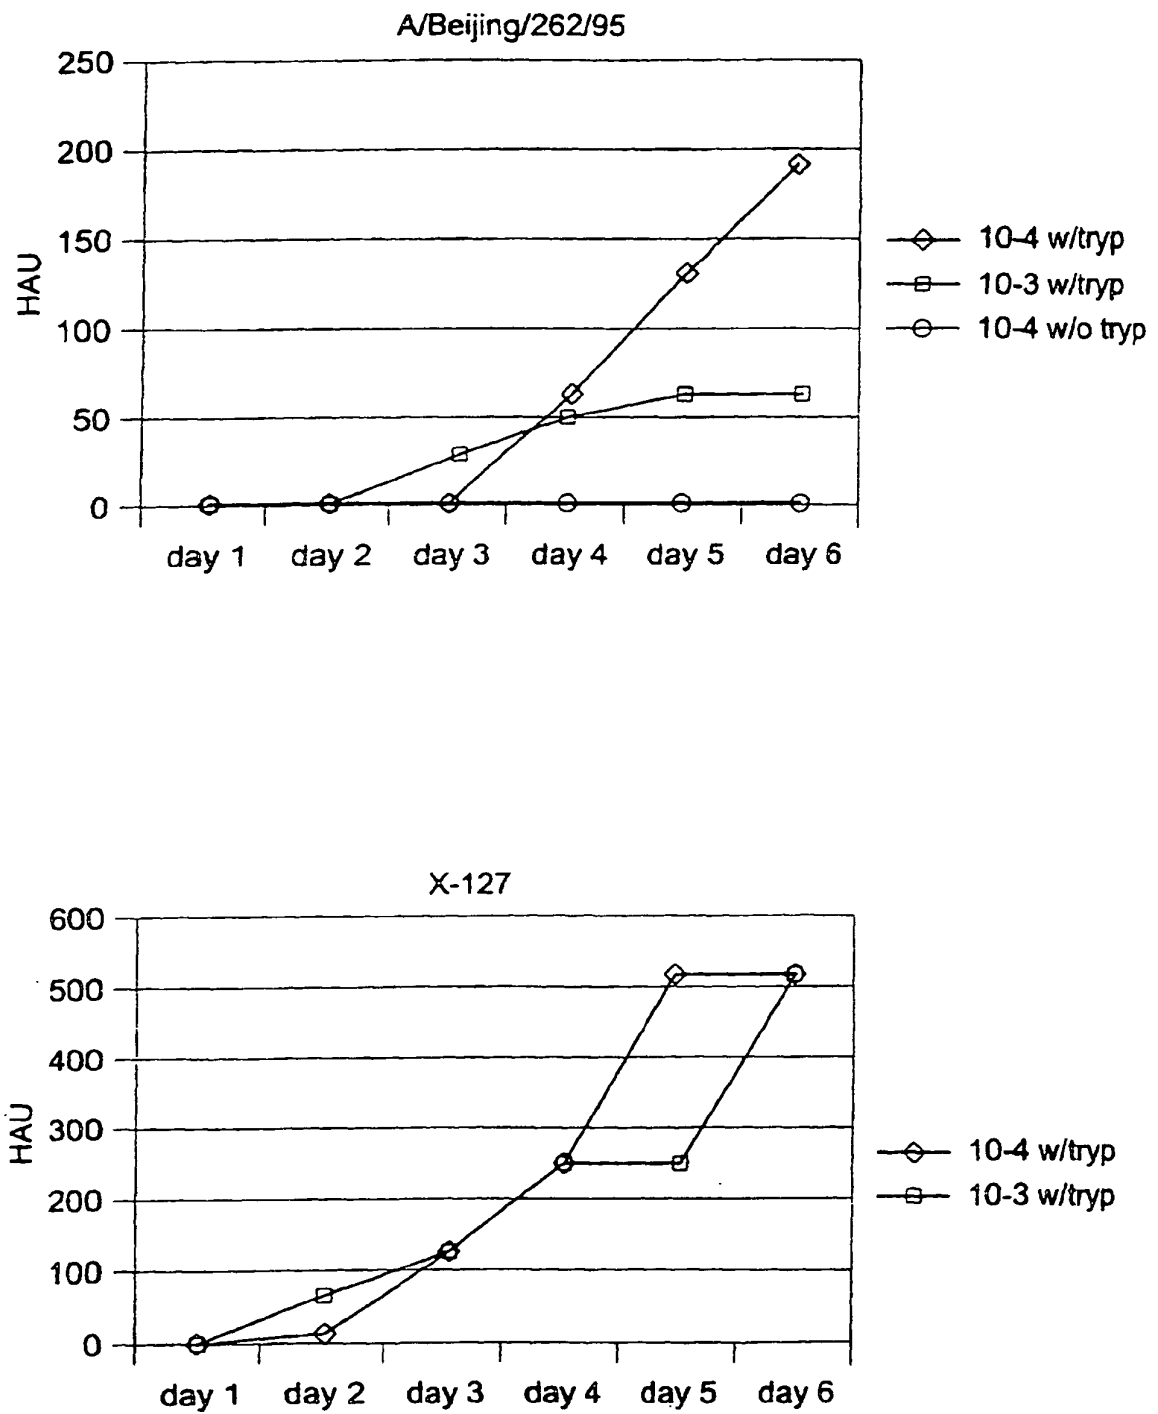 A/Beijing/262/95
250
200
150
100
50
0
HAU
day 1 day 2 day 3 day 4 day 5 day 6
10-4 w/tryp
10-3 w/tryp
10-4 w/o tryp
X-127
600
500
400
300
200
100
0
HAU
day 1 day 2 day 3 day 4 day 5 day 6
10-4 w/tryp
10-3 w/tryp